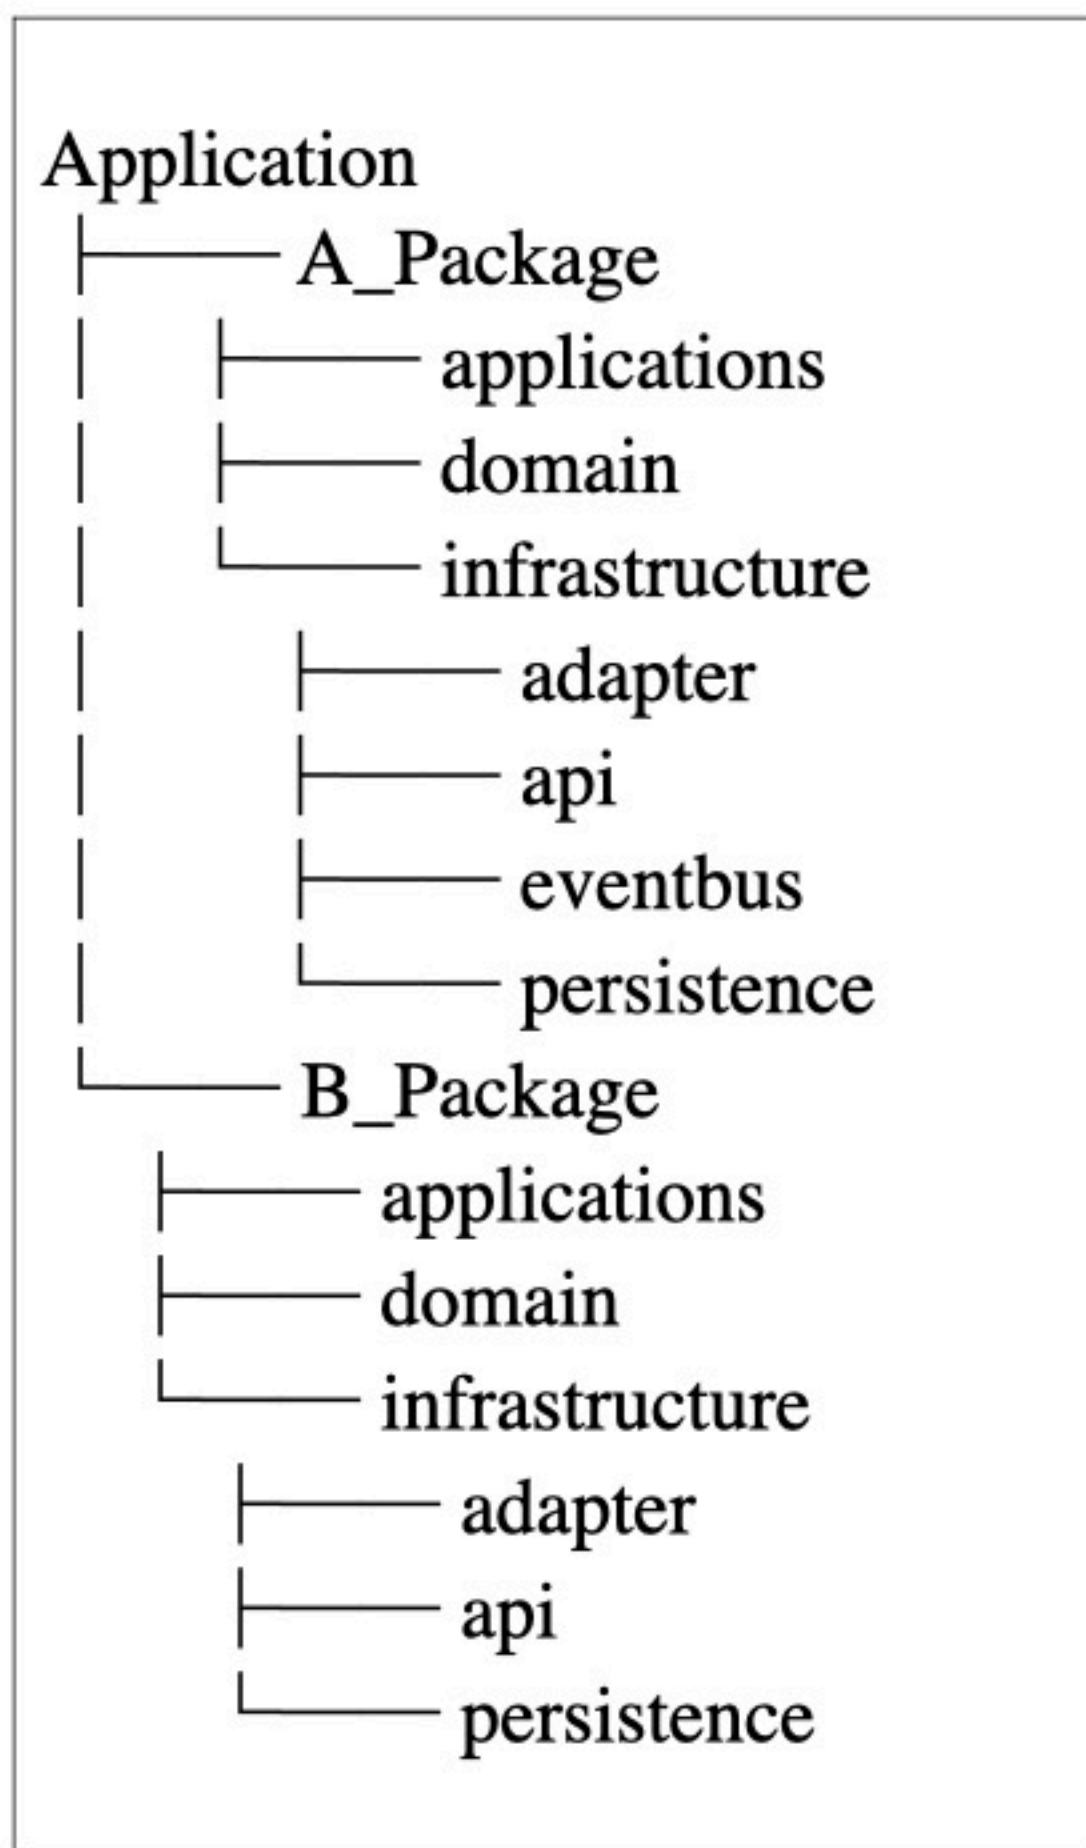 Application
A_Package
applications
domain
infrastructure
adapter
api
eventbus
persistence
B_Package
applications
domain
infrastructure
adapter
api
persistence